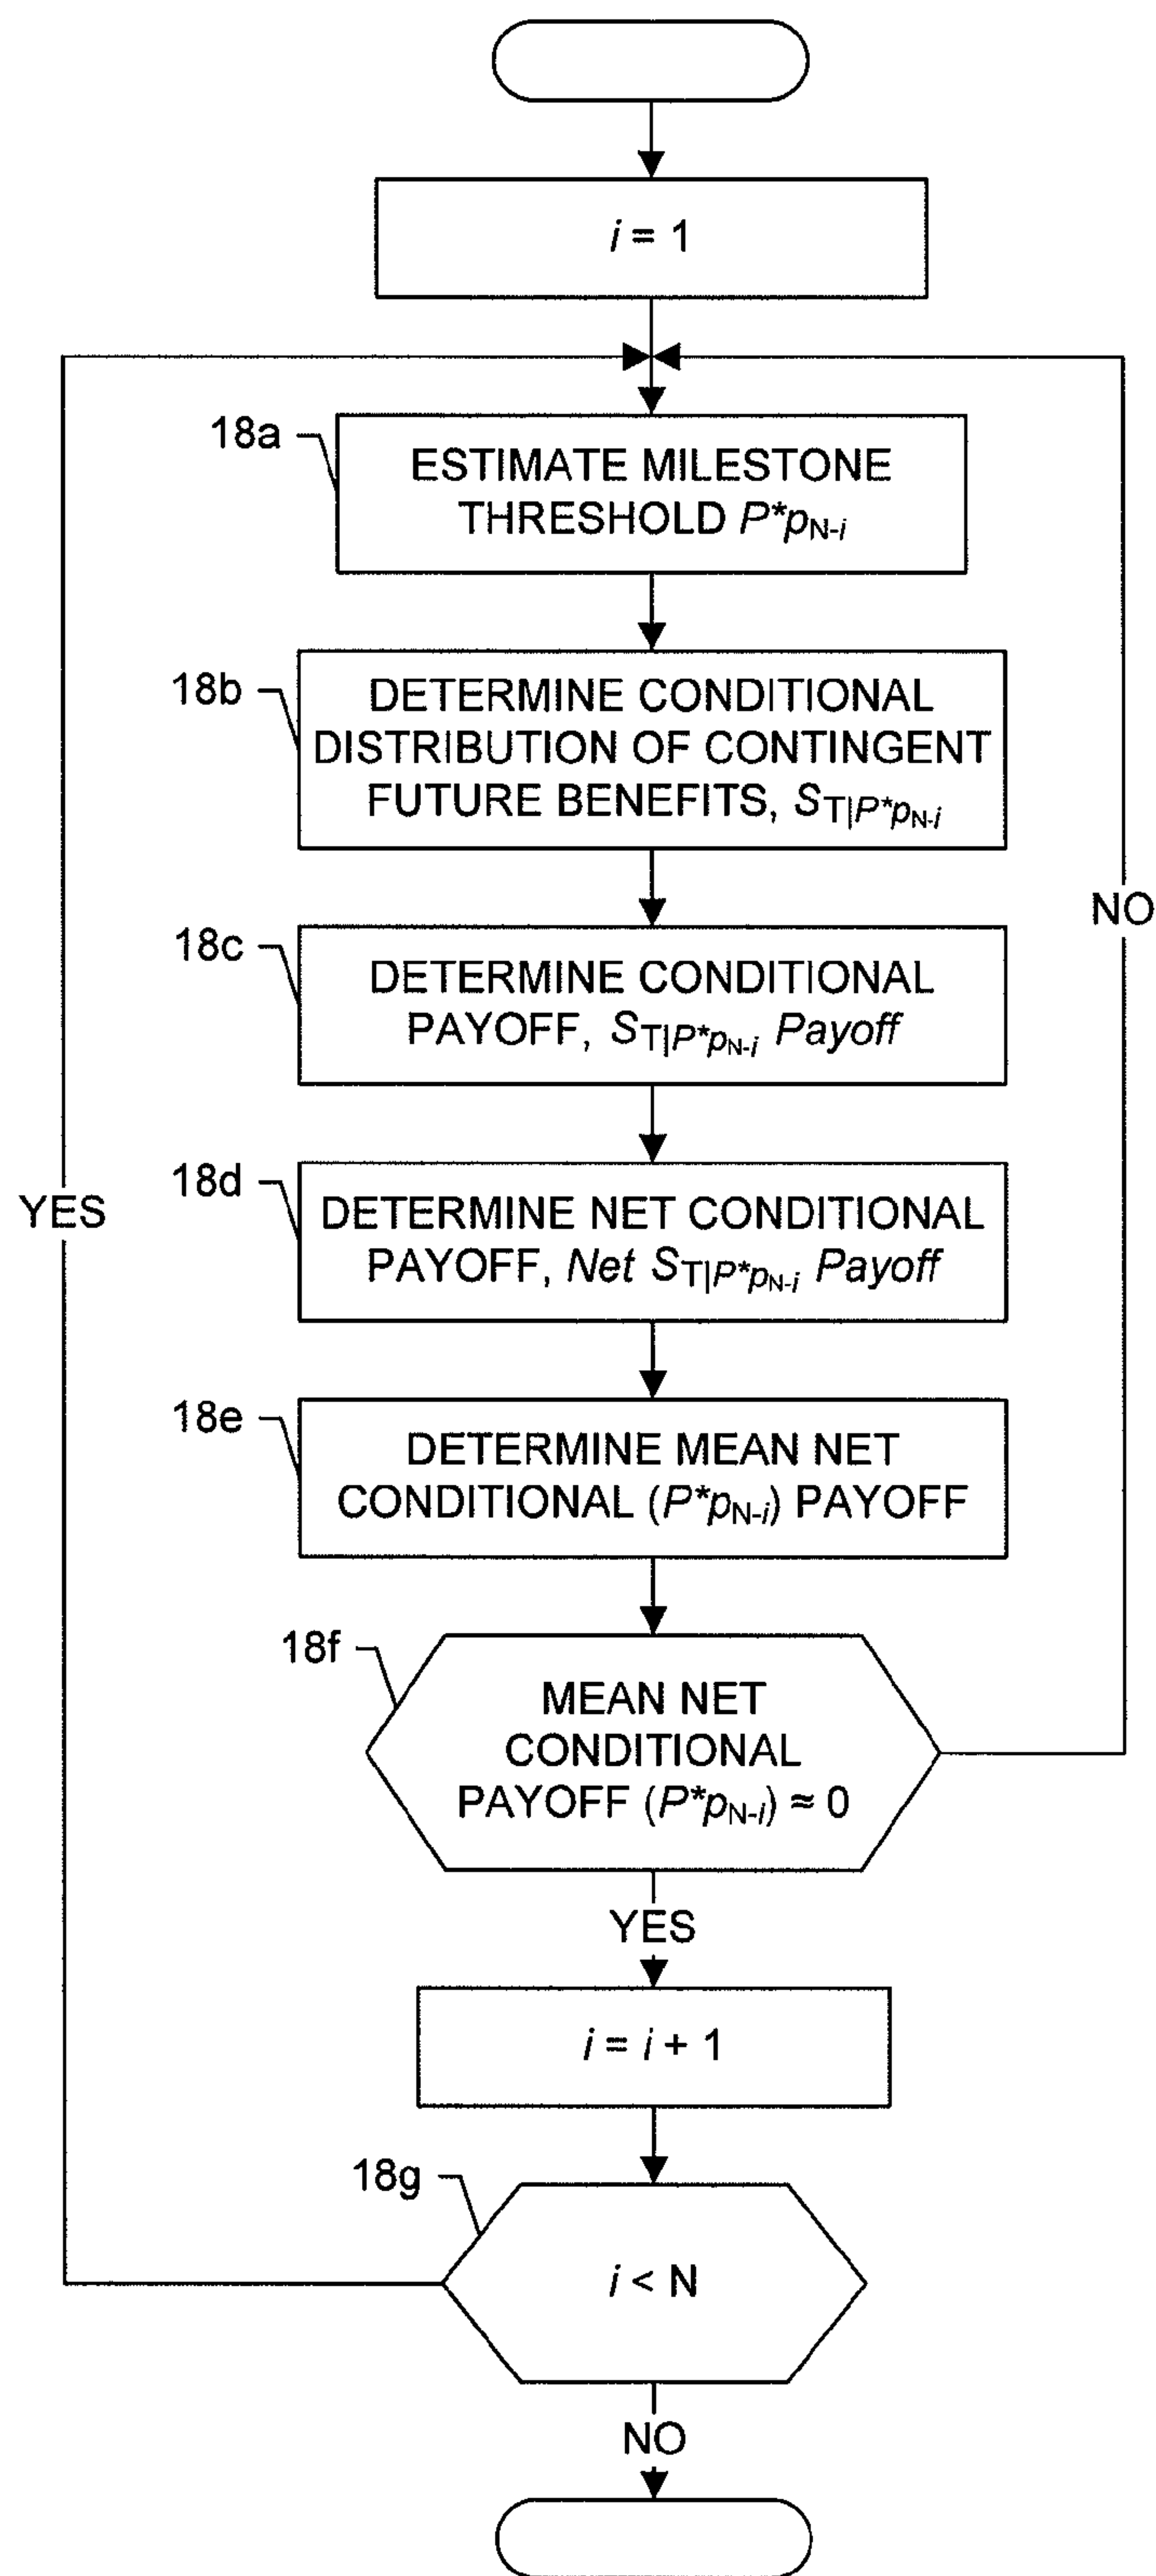 i = 1
18a
ESTIMATE MILESTONE
THRESHOLD P*pN-i
18b
DETERMINE CONDITIONAL
DISTRIBUTION OF CONTINGENT
FUTURE BENEFITS, ST|P*pN-i
NO
18c
DETERMINE CONDITIONAL
PAYOFF, ST|P*pN-i Payoff
18d
YES
DETERMINE NET CONDITIONAL
PAYOFF, Net ST|P*pN-i Payoff
18e
DETERMINE MEAN NET
CONDITIONAL (P*pN-i) PAYOFF
18f
MEAN NET
CONDITIONAL
PAYOFF (P*pN-i) ≈ 0
YES
i = i + 1
18g
i < N
NO